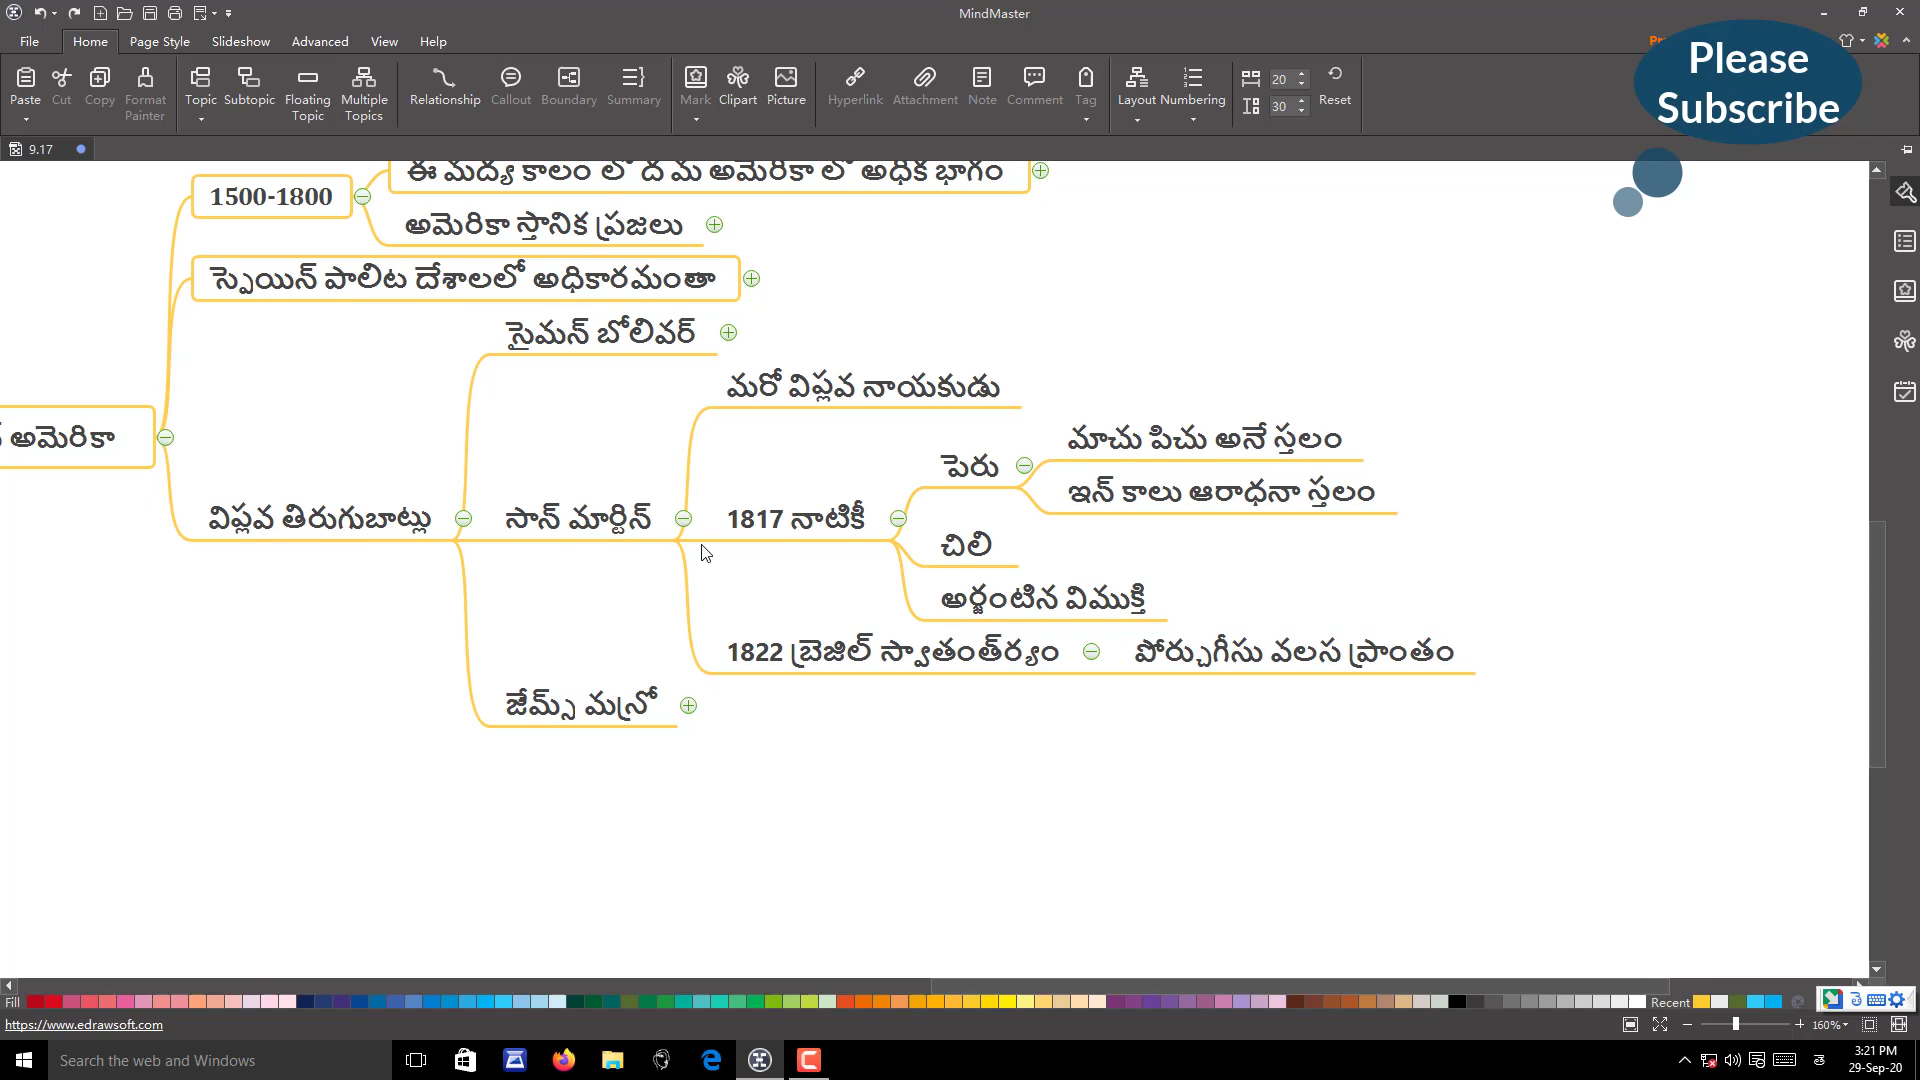 MindMaster
File Home Page Style Slideshow Advanced View Help
Please
Subscribe
Paste Cut Copy Format Painter Topic Subtopic Floating Topic Multiple Topics Relationship Callout Boundary Summary Mark Clipart Picture Hyperlink Attachment Note Comment Tag Layout Numbering 20 30 Reset
9.17
ఈ మద్య కాలం లో ద మ అమెరికా లో అధిక భాగం
1500-1800
అమెరికా స్తానిక ప్రజలు
స్పెయిన్ పాలిట దేశాలలో అధికారమంతా
సైమన్ బోలివర్
మరో విప్లవ నాయకుడు
అమెరికా
మాచు పిచు అనే స్తలం
పెరు
ఇన్ కాలు ఆరాధనా స్తలం
విప్లవ తిరుగుబాట్లు
సాన్ మార్టిన్
1817 నాటికీ
చిలి
అర్జంటిన విముక్తి
1822 బ్రెజిల్ స్వాతంత్ర్యం
పోర్చుగీసు వలస ప్రాంతం
జేమ్స్ మన్రో
Fill
Recent
https://www.edrawsoft.com
160%
Search the web and Windows
3:21 PM
29-Sep-20